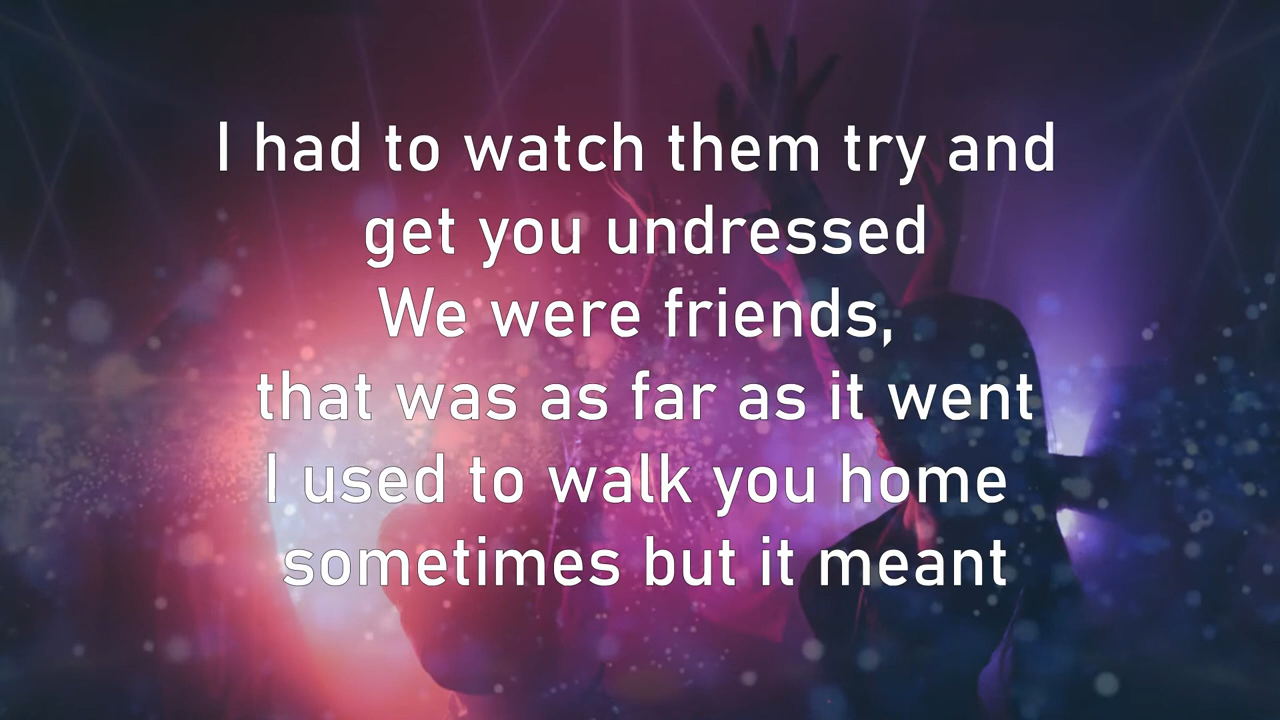 I had to watch them try and
get you undressed
We were friends,
that was as far as it went
I used to walk you home
sometimes but it meant